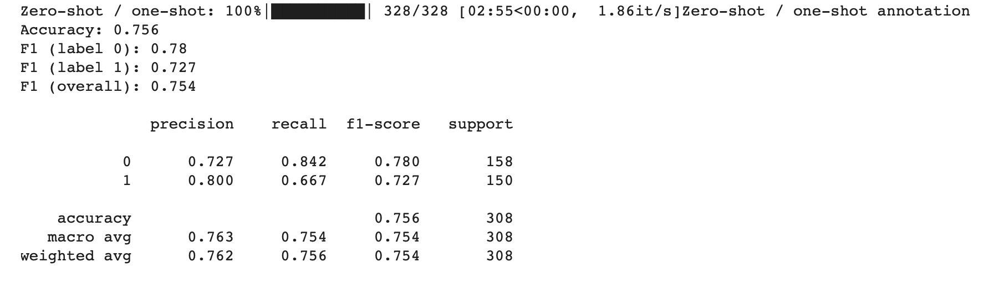 Zero-shot / one-shot: 100%|██████████| 328/328 [02:55<00:00,  1.86it/s]Zero-shot / one-shot annotation
Accuracy: 0.756
F1 (label 0): 0.78
F1 (label 1): 0.727
F1 (overall): 0.754
precision    recall  f1-score   support
0      0.727     0.842     0.780       158
1      0.800     0.667     0.727       150
accuracy                          0.756       308
macro avg      0.763     0.754     0.754       308
weighted avg      0.762     0.756     0.754       308